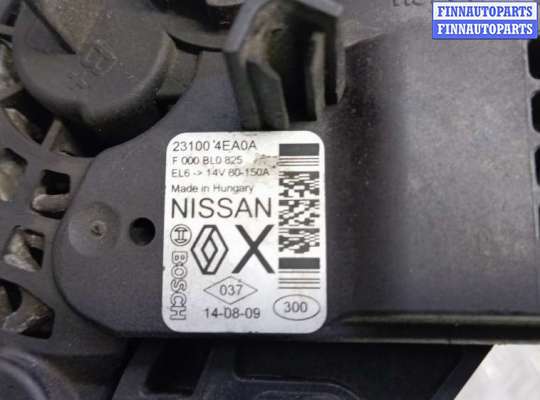 FINNAUTOPARTS
FINNAUTOPARTS
23100 4EA0A
F 000 BL0 825
EL6 -> 14V 80-150A
Made in Hungary
NISSAN
X
BOSCH
037
14-08-09
300